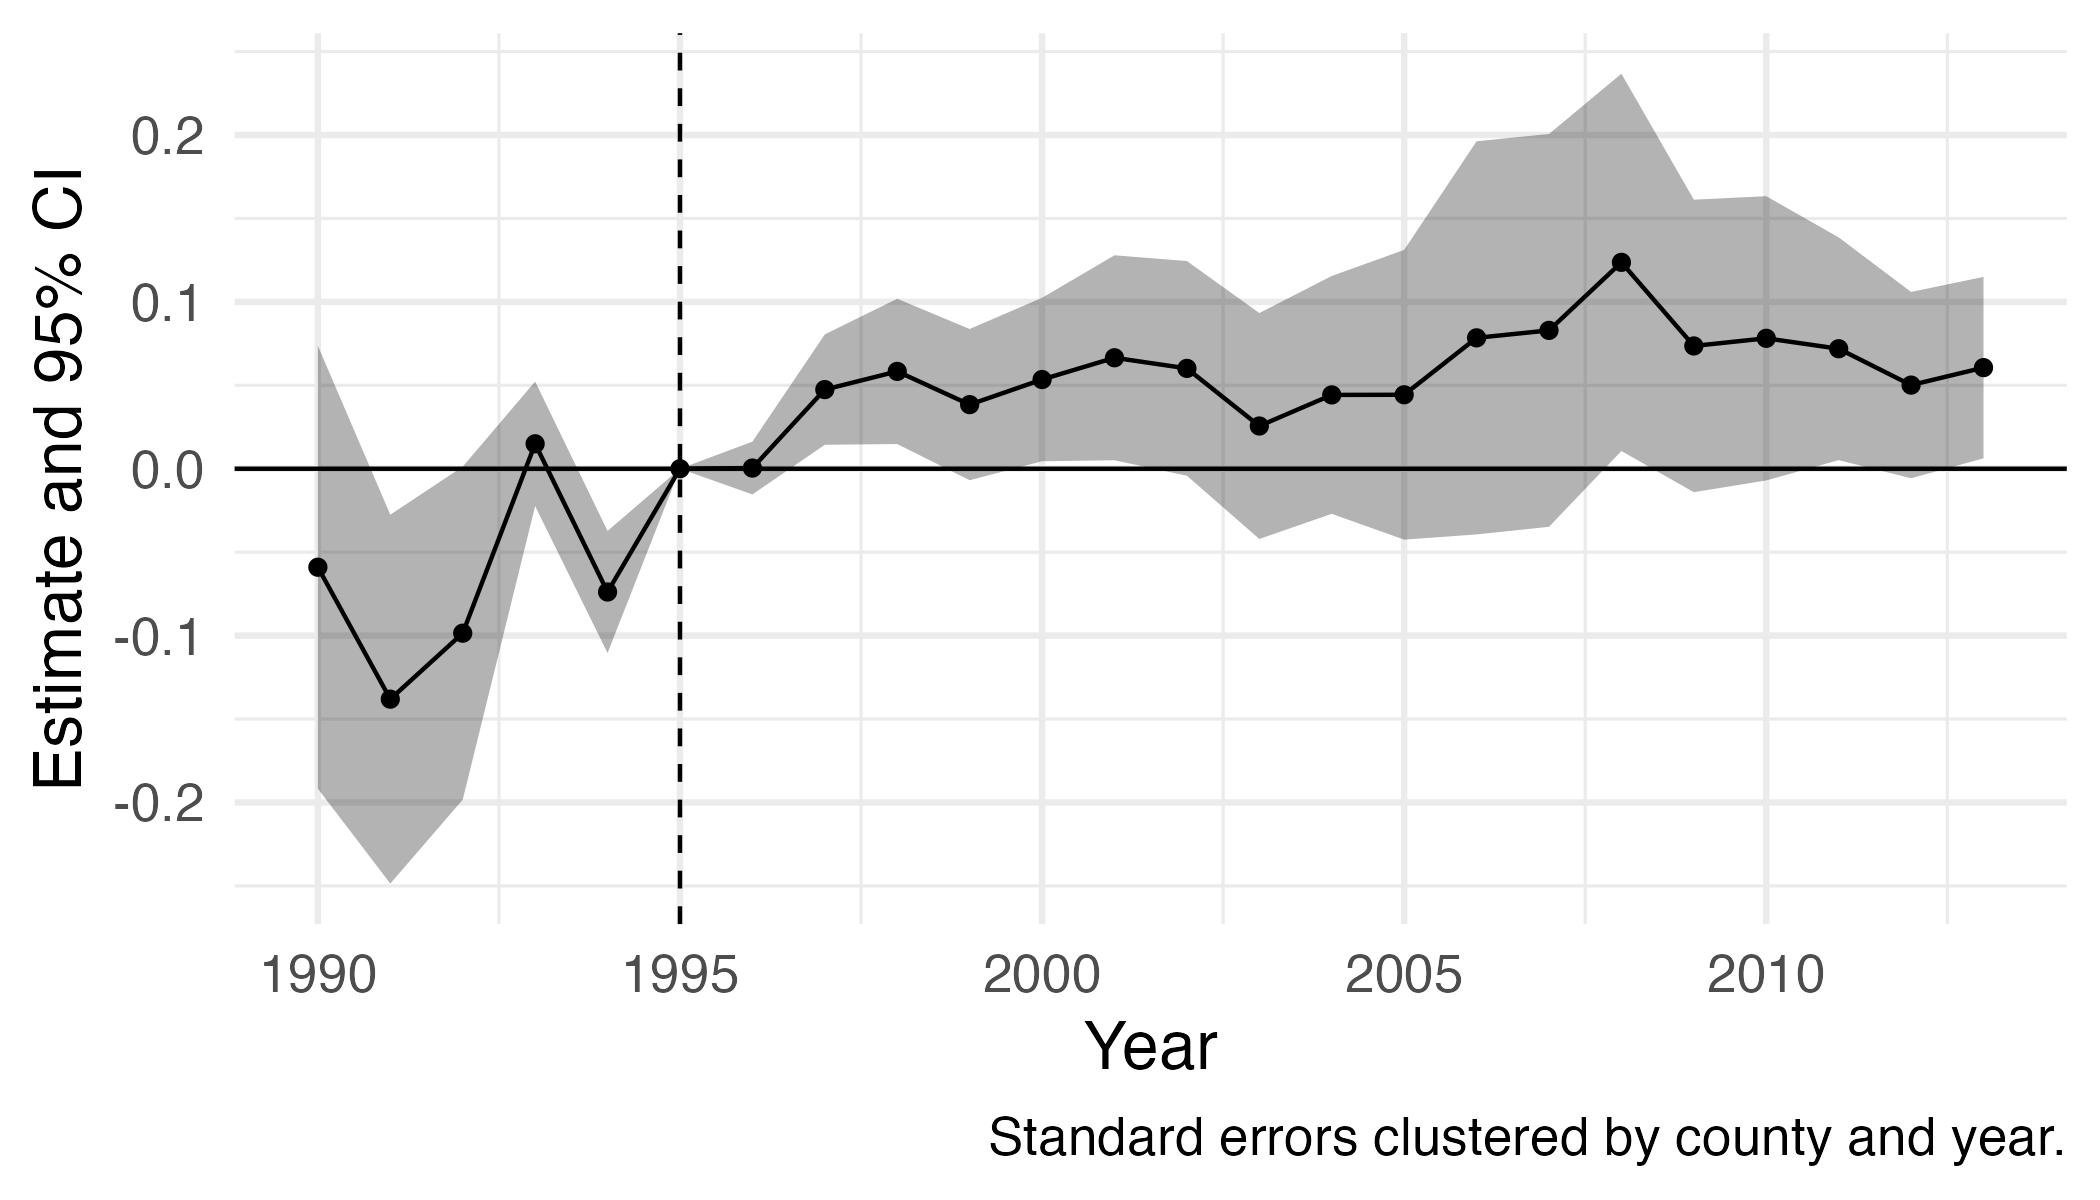 Estimate and 95% CI
0.2
0.1
0.0
-0.1
-0.2
1990 1995 2000 2005 2010
Year
Standard errors clustered by county and year.